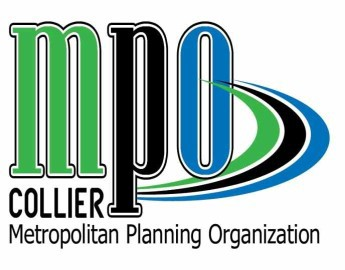 mpo
COLLIER
Metropolitan Planning Organization